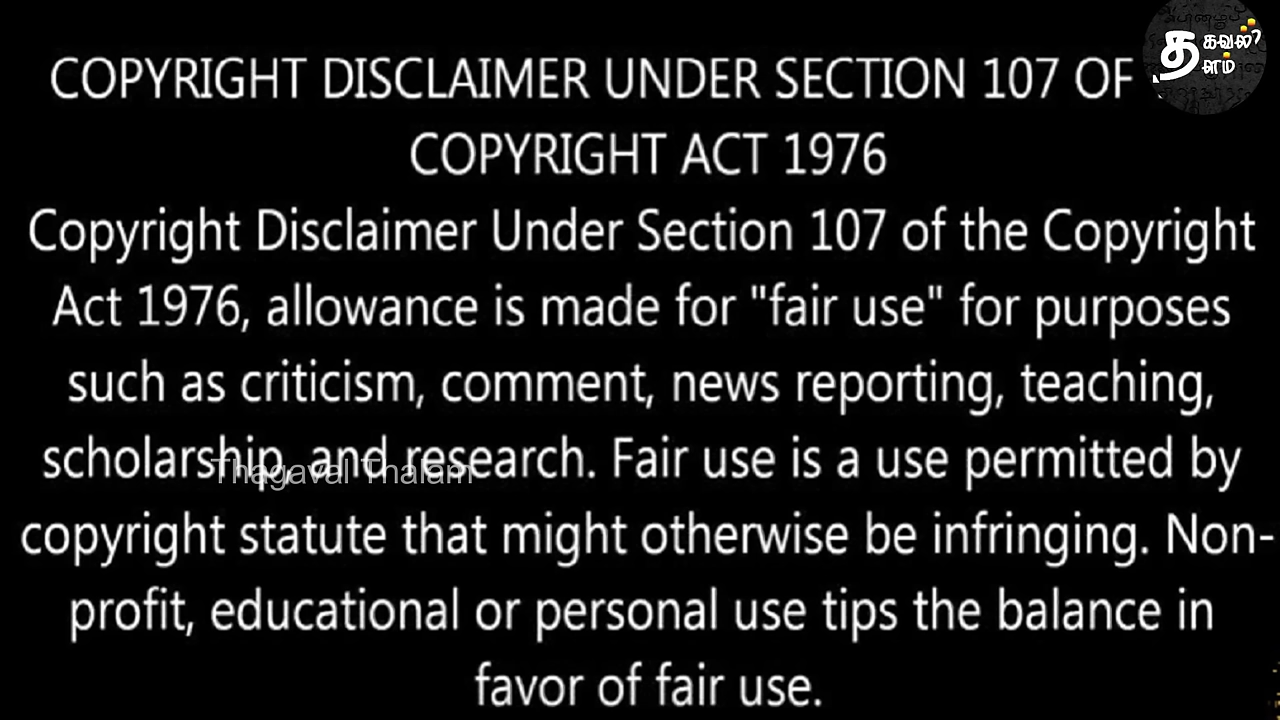 COPYRIGHT DISCLAIMER UNDER SECTION 107 OF
COPYRIGHT ACT 1976
Copyright Disclaimer Under Section 107 of the Copyright
Act 1976, allowance is made for "fair use" for purposes
such as criticism, comment, news reporting, teaching,
scholarship, and research. Fair use is a use permitted by
copyright statute that might otherwise be infringing. Non-
profit, educational or personal use tips the balance in
favor of fair use.
Thagaval Thalam
தகவல்
தளம்